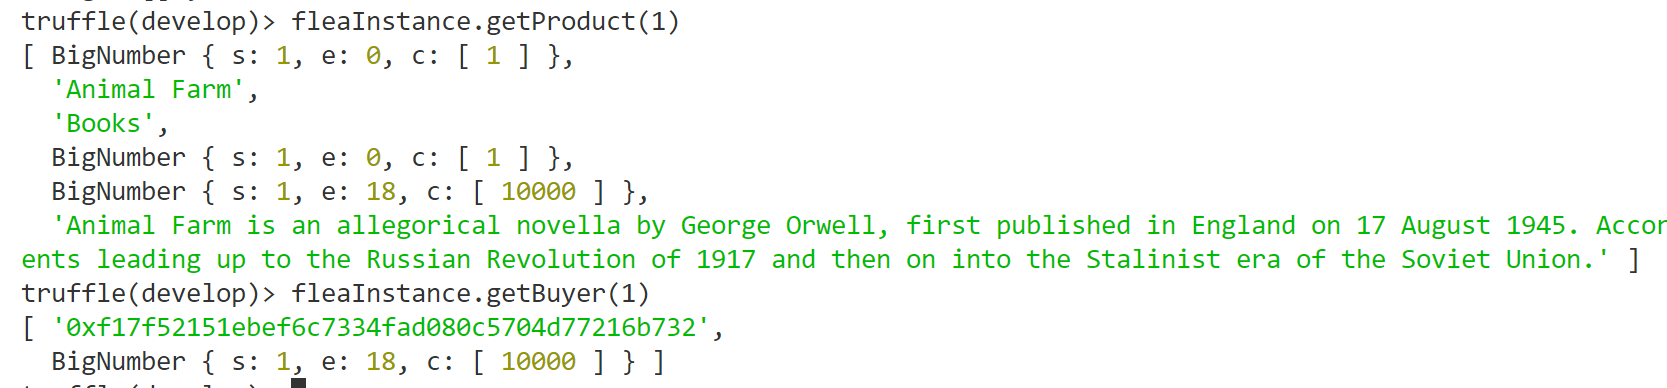 truffle(develop)> fleaInstance.getProduct(1)
[ BigNumber { s: 1, e: 0, c: [ 1 ] },
'Animal Farm',
'Books',
BigNumber { s: 1, e: 0, c: [ 1 ] },
BigNumber { s: 1, e: 18, c: [ 10000 ] },
'Animal Farm is an allegorical novella by George Orwell, first published in England on 17 August 1945.
ents leading up to the Russian Revolution of 1917 and then on into the Stalinist era of the Soviet Union.' ]
truffle(develop)> fleaInstance.getBuyer(1)
[ '0xf17f52151ebef6c7334fad080c5704d77216b732',
BigNumber { s: 1, e: 18, c: [ 10000 ] } ]